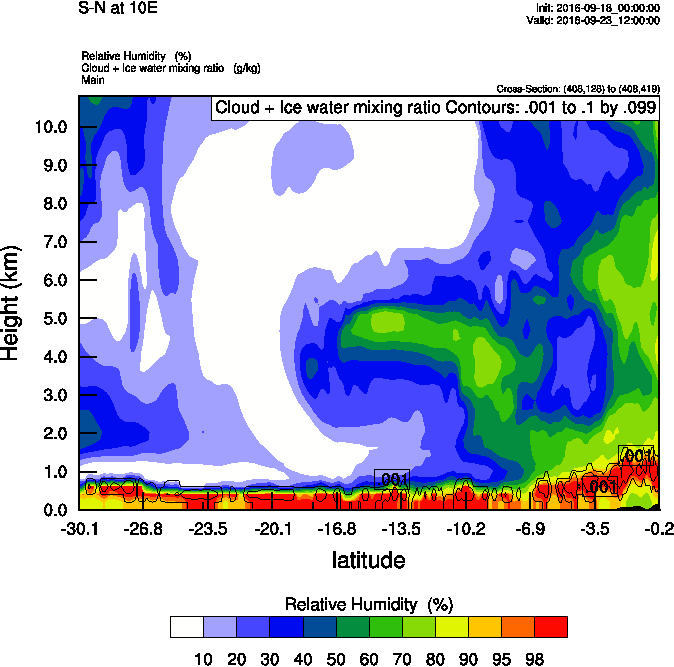 S-N at 10E
Init: 2016-09-18_00:00:00
Valid: 2016-09-23_12:00:00
Relative Humidity (%)
Cloud + Ice water mixing ratio (g/kg)
Main
Cross-Section: (408,128) to (408,419)
Cloud + Ice water mixing ratio Contours: .001 to .1 by .099
10.0
9.0
8.0
7.0
6.0
5.0
4.0
3.0
2.0
1.0
0.0
Height (km)
.001
.001
.001
-30.1 -26.8 -23.5 -20.1 -16.8 -13.5 -10.2 -6.9 -3.5 -0.2
latitude
Relative Humidity (%)
10 20 30 40 50 60 70 80 90 95 98